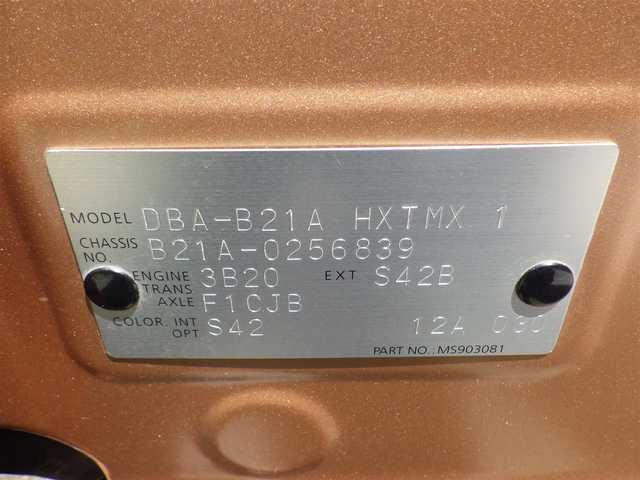 MODEL DBA-B21A HXTMX 1
CHASSIS NO. B21A-0256839
ENGINE 3B20 EXT S42B
TRANS AXLE F1CJB
COLOR. INT OPT S42 12A 030
PART NO.: MS903081